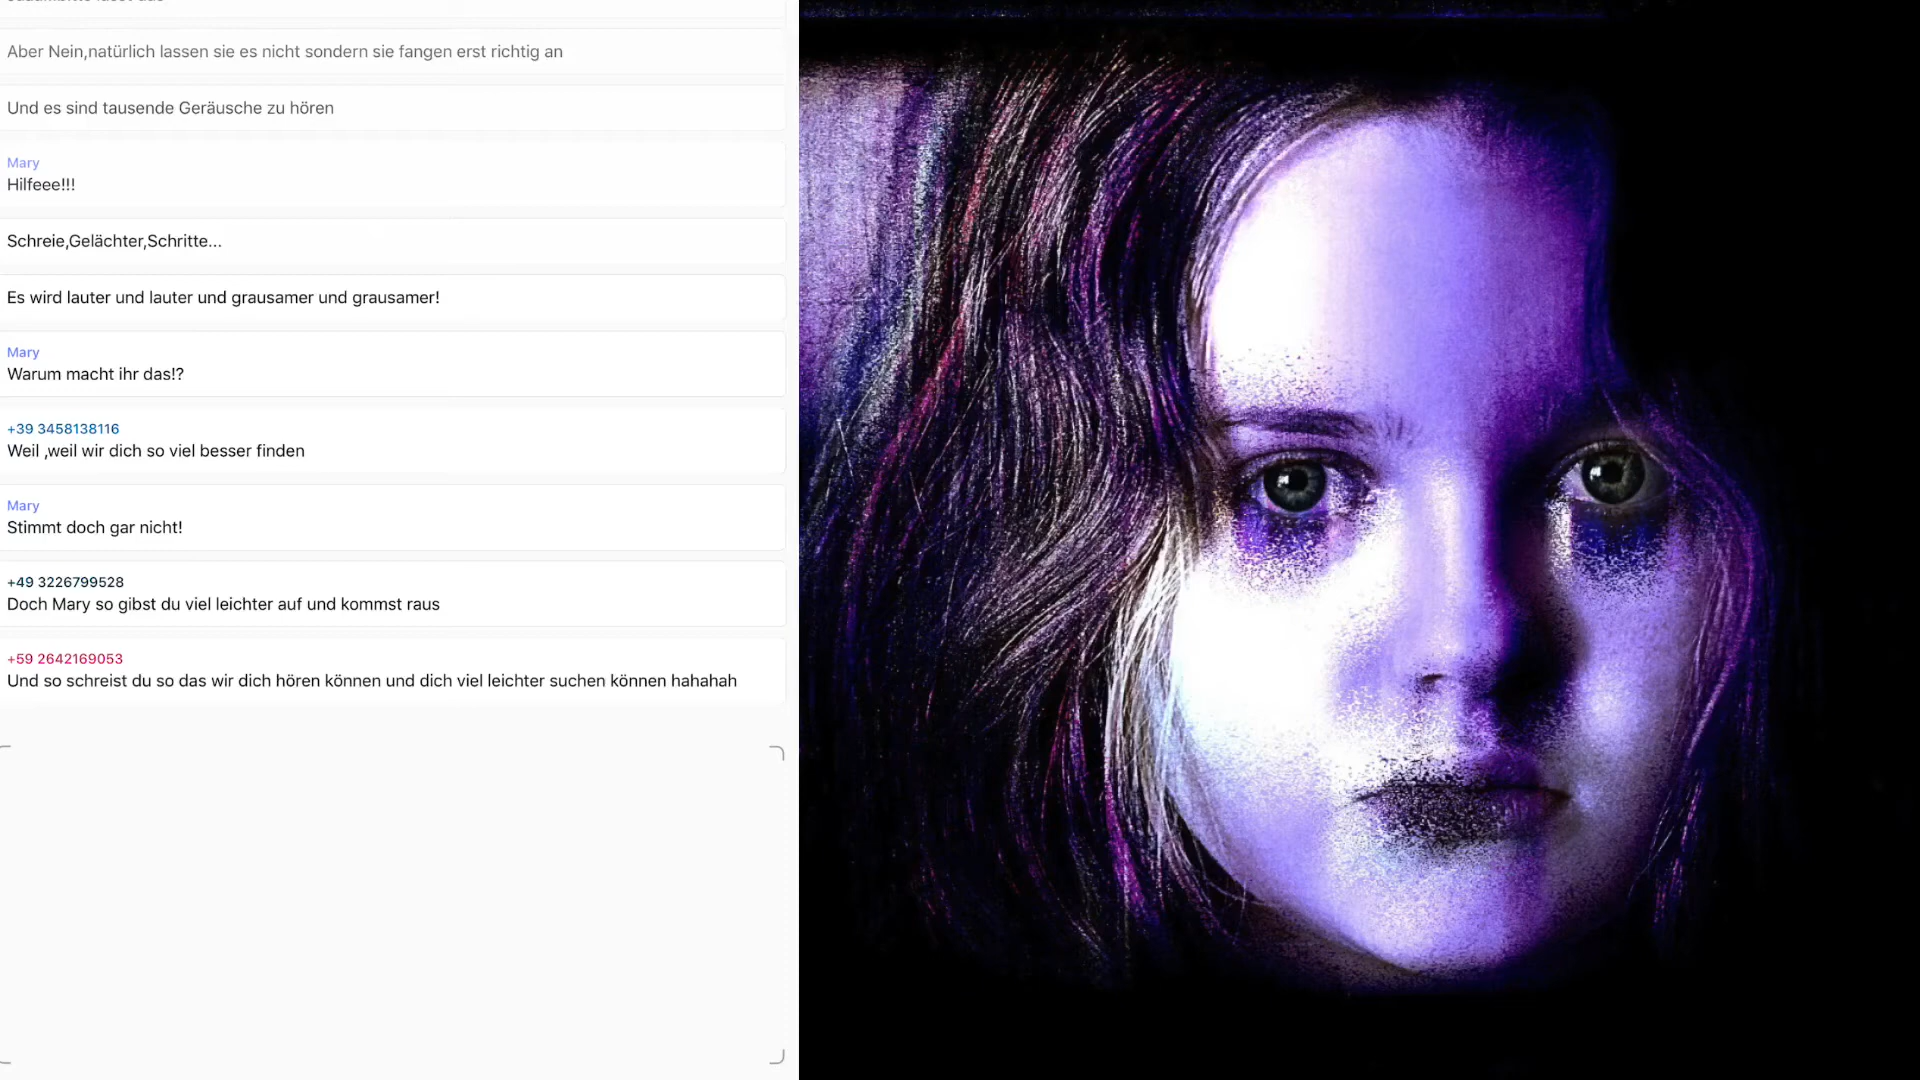 Aber Nein,natürlich lassen sie es nicht sondern sie fangen erst richtig an
Und es sind tausende Geräusche zu hören
Mary
Hilfeee!!!
Schreie,Gelächter,Schritte...
Es wird lauter und lauter und grausamer und grausamer!
Mary
Warum macht ihr das!?
+39 3458138116
Weil ,weil wir dich so viel besser finden
Mary
Stimmt doch gar nicht!
+49 3226799528
Doch Mary so gibst du viel leichter auf und kommst raus
+59 2642169053
Und so schreist du so das wir dich hören können und dich viel leichter suchen können hahahah